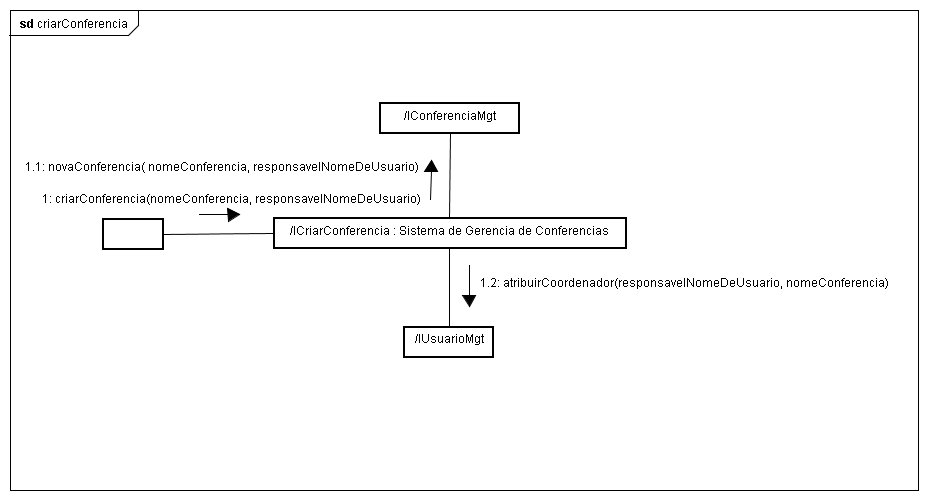 sd criarConferencia
/IConferenciaMgt
1.1: novaConferencia( nomeConferencia, responsavelNomeDeUsuario)
1: criarConferencia(nomeConferencia, responsavelNomeDeUsuario)
/ICriarConferencia : Sistema de Gerencia de Conferencias
1.2: atribuirCoordenador(responsavelNomeDeUsuario, nomeConferencia)
/IUsuarioMgt